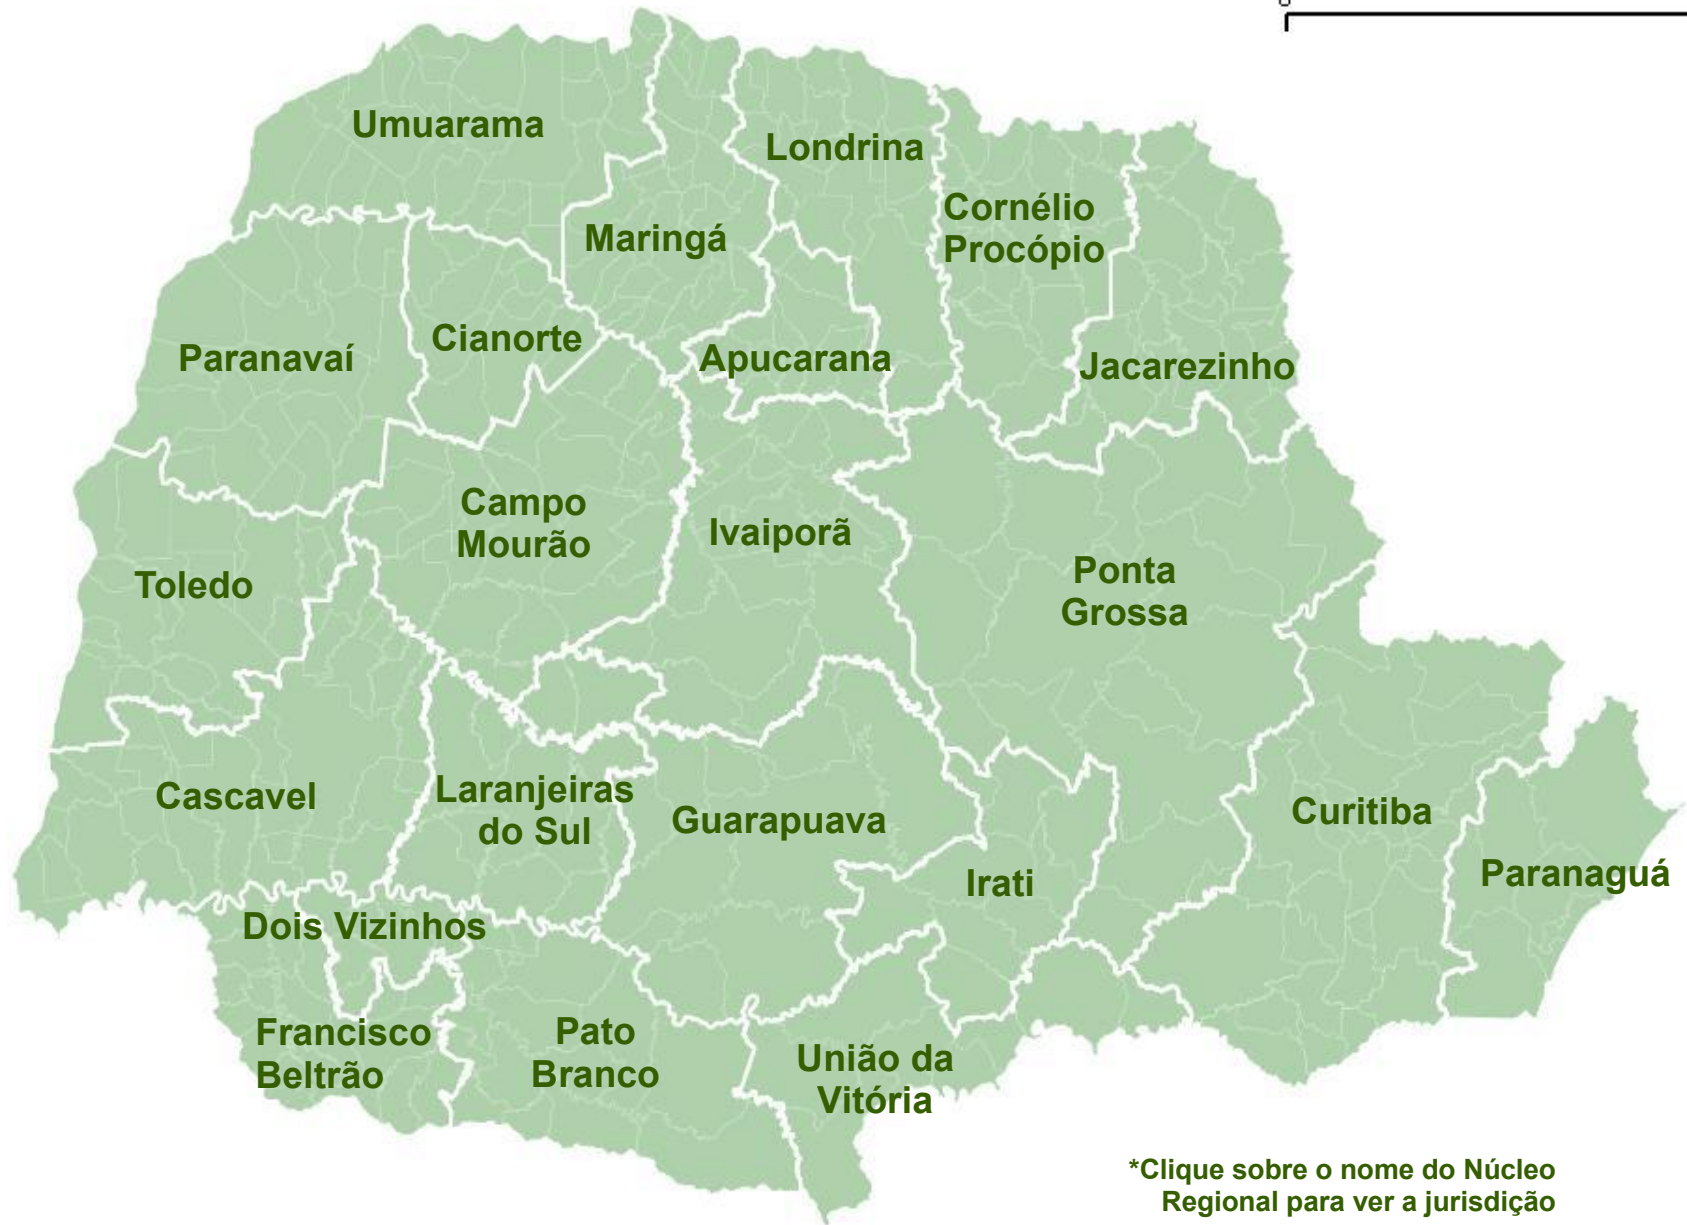 Umuarama
Londrina
Cornélio
Procópio
Maringá
Cianorte
Paranavaí
Apucarana
Jacarezinho
Campo
Mourão
Ivaiporã
Toledo
Ponta
Grossa
Cascavel
Laranjeiras
do Sul
Guarapuava
Curitiba
Irati
Paranaguá
Dois Vizinhos
Francisco
Beltrão
Pato
Branco
União da
Vitória
*Clique sobre o nome do Núcleo
Regional para ver a jurisdição